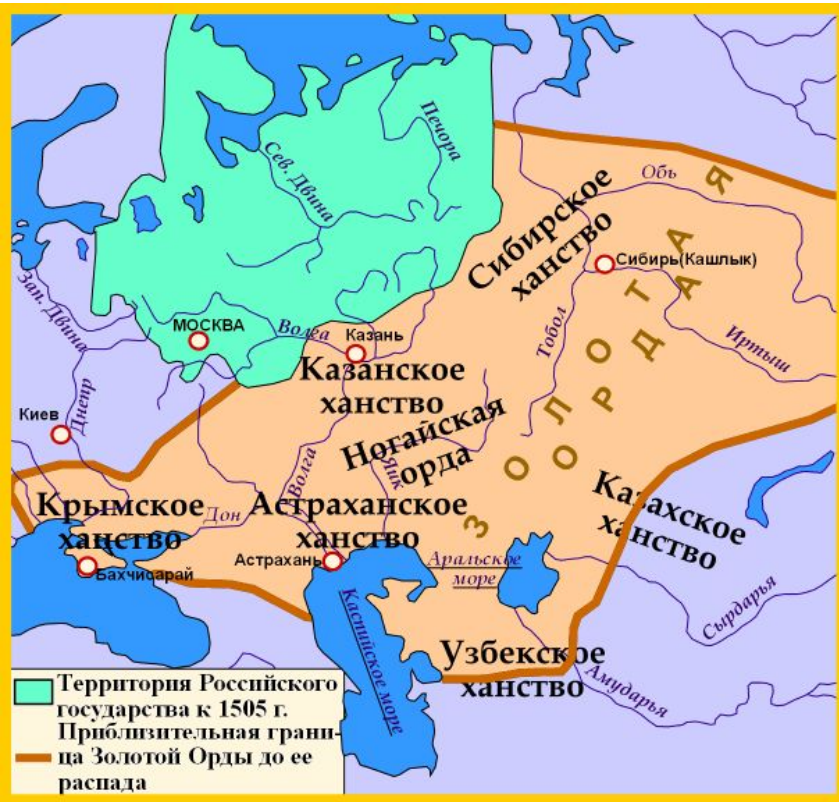 Печора
Сев. Двина
Обь
Сибирское
ханство
Сибирь(Кашлык)
ЗОЛОТАЯ
ОРДА
Зап. Двина
МОСКВА
Волга
Казань
Тобол
Иртыш
Казанское
ханство
Киев
Днепр
Ногайская
орда
Яик
Волга
Казахское
ханство
Крымское
ханство
Дон
Астраханское
ханство
Астрахань
Бахчисарай
Аральское
море
Каспийское море
Сырдарья
Узбекское
ханство
Амударья
Территория Российского
государства к 1505 г.
Приблизительная грани-
ца Золотой Орды до ее
распада